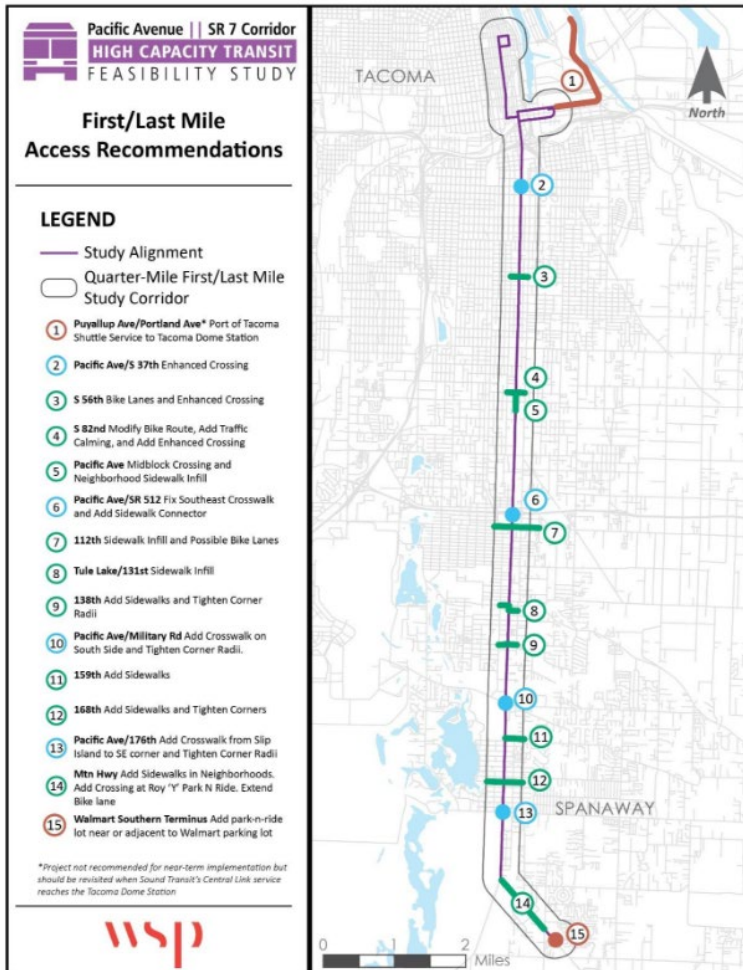 Pacific Avenue || SR 7 Corridor
HIGH CAPACITY TRANSIT
FEASIBILITY STUDY
First/Last Mile
Access Recommendations
LEGEND
Study Alignment
Quarter-Mile First/Last Mile
Study Corridor
1 Puyallup Ave/Portland Ave* Port of Tacoma
Shuttle Service to Tacoma Dome Station
2 Pacific Ave/S 37th Enhanced Crossing
3 S 56th Bike Lanes and Enhanced Crossing
4 S 82nd Modify Bike Route, Add Traffic
Calming, and Add Enhanced Crossing
5 Pacific Ave Midblock Crossing and
Neighborhood Sidewalk Infill
6 Pacific Ave/SR 512 Fix Southeast Crosswalk
and Add Sidewalk Connector
7 112th Sidewalk Infill and Possible Bike Lanes
8 Tule Lake/131st Sidewalk Infill
9 138th Add Sidewalks and Tighten Corner
Radii
10 Pacific Ave/Military Rd Add Crosswalk on
South Side and Tighten Corner Radii.
11 159th Add Sidewalks
12 168th Add Sidewalks and Tighten Corners
13 Pacific Ave/176th Add Crosswalk from Slip
Island to SE corner and Tighten Corner Radii
14 Mtn Hwy Add Sidewalks in Neighborhoods.
Add Crossing at Roy 'Y' Park N Ride. Extend
Bike lane
15 Walmart Southern Terminus Add park-n-ride
lot near or adjacent to Walmart parking lot
*Project not recommended for near-term implementation but
should be revisited when Sound Transit's Central Link service
reaches the Tacoma Dome Station
wsp
TACOMA
1
North
2
3
4
5
6
7
8
9
10
11
12
SPANAWAY
13
14
15
0 1 2
Miles